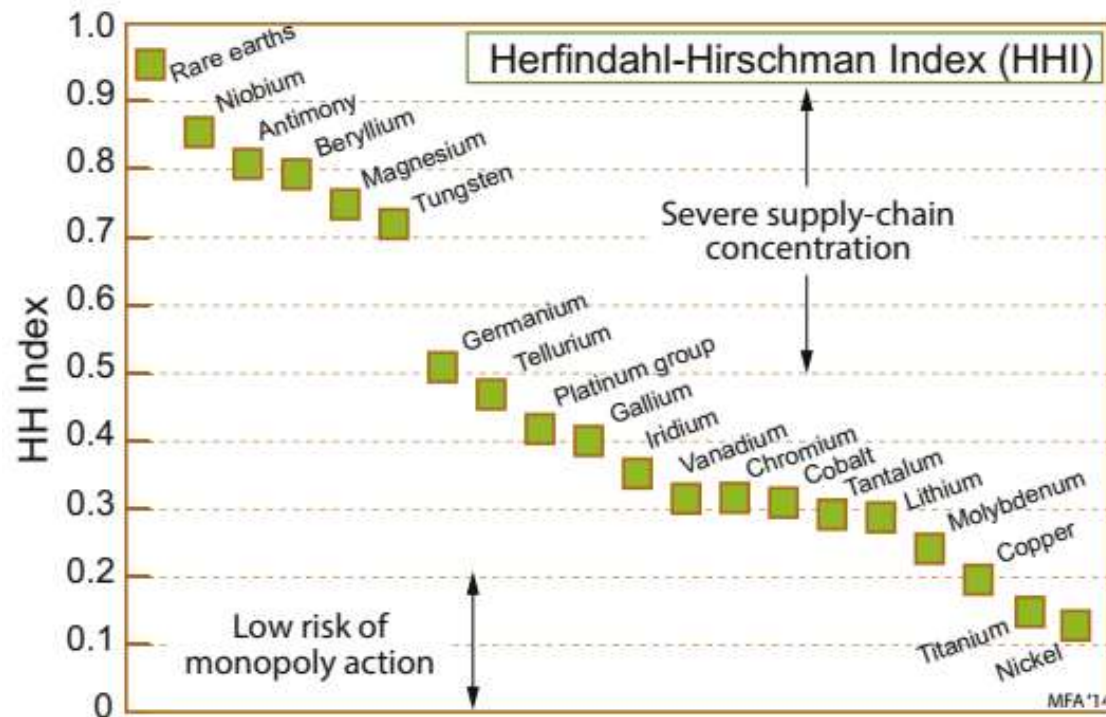 Herfindahl-Hirschman Index (HHI)
HH Index
1.0
0.9
0.8
0.7
0.6
0.5
0.4
0.3
0.2
0.1
0
Rare earths
Niobium
Antimony
Beryllium
Magnesium
Tungsten
Severe supply-chain
concentration
Germanium
Tellurium
Platinum group
Gallium
Iridium
Vanadium
Chromium
Cobalt
Tantalum
Lithium
Molybdenum
Copper
Titanium
Nickel
Low risk of
monopoly action
MFA '14